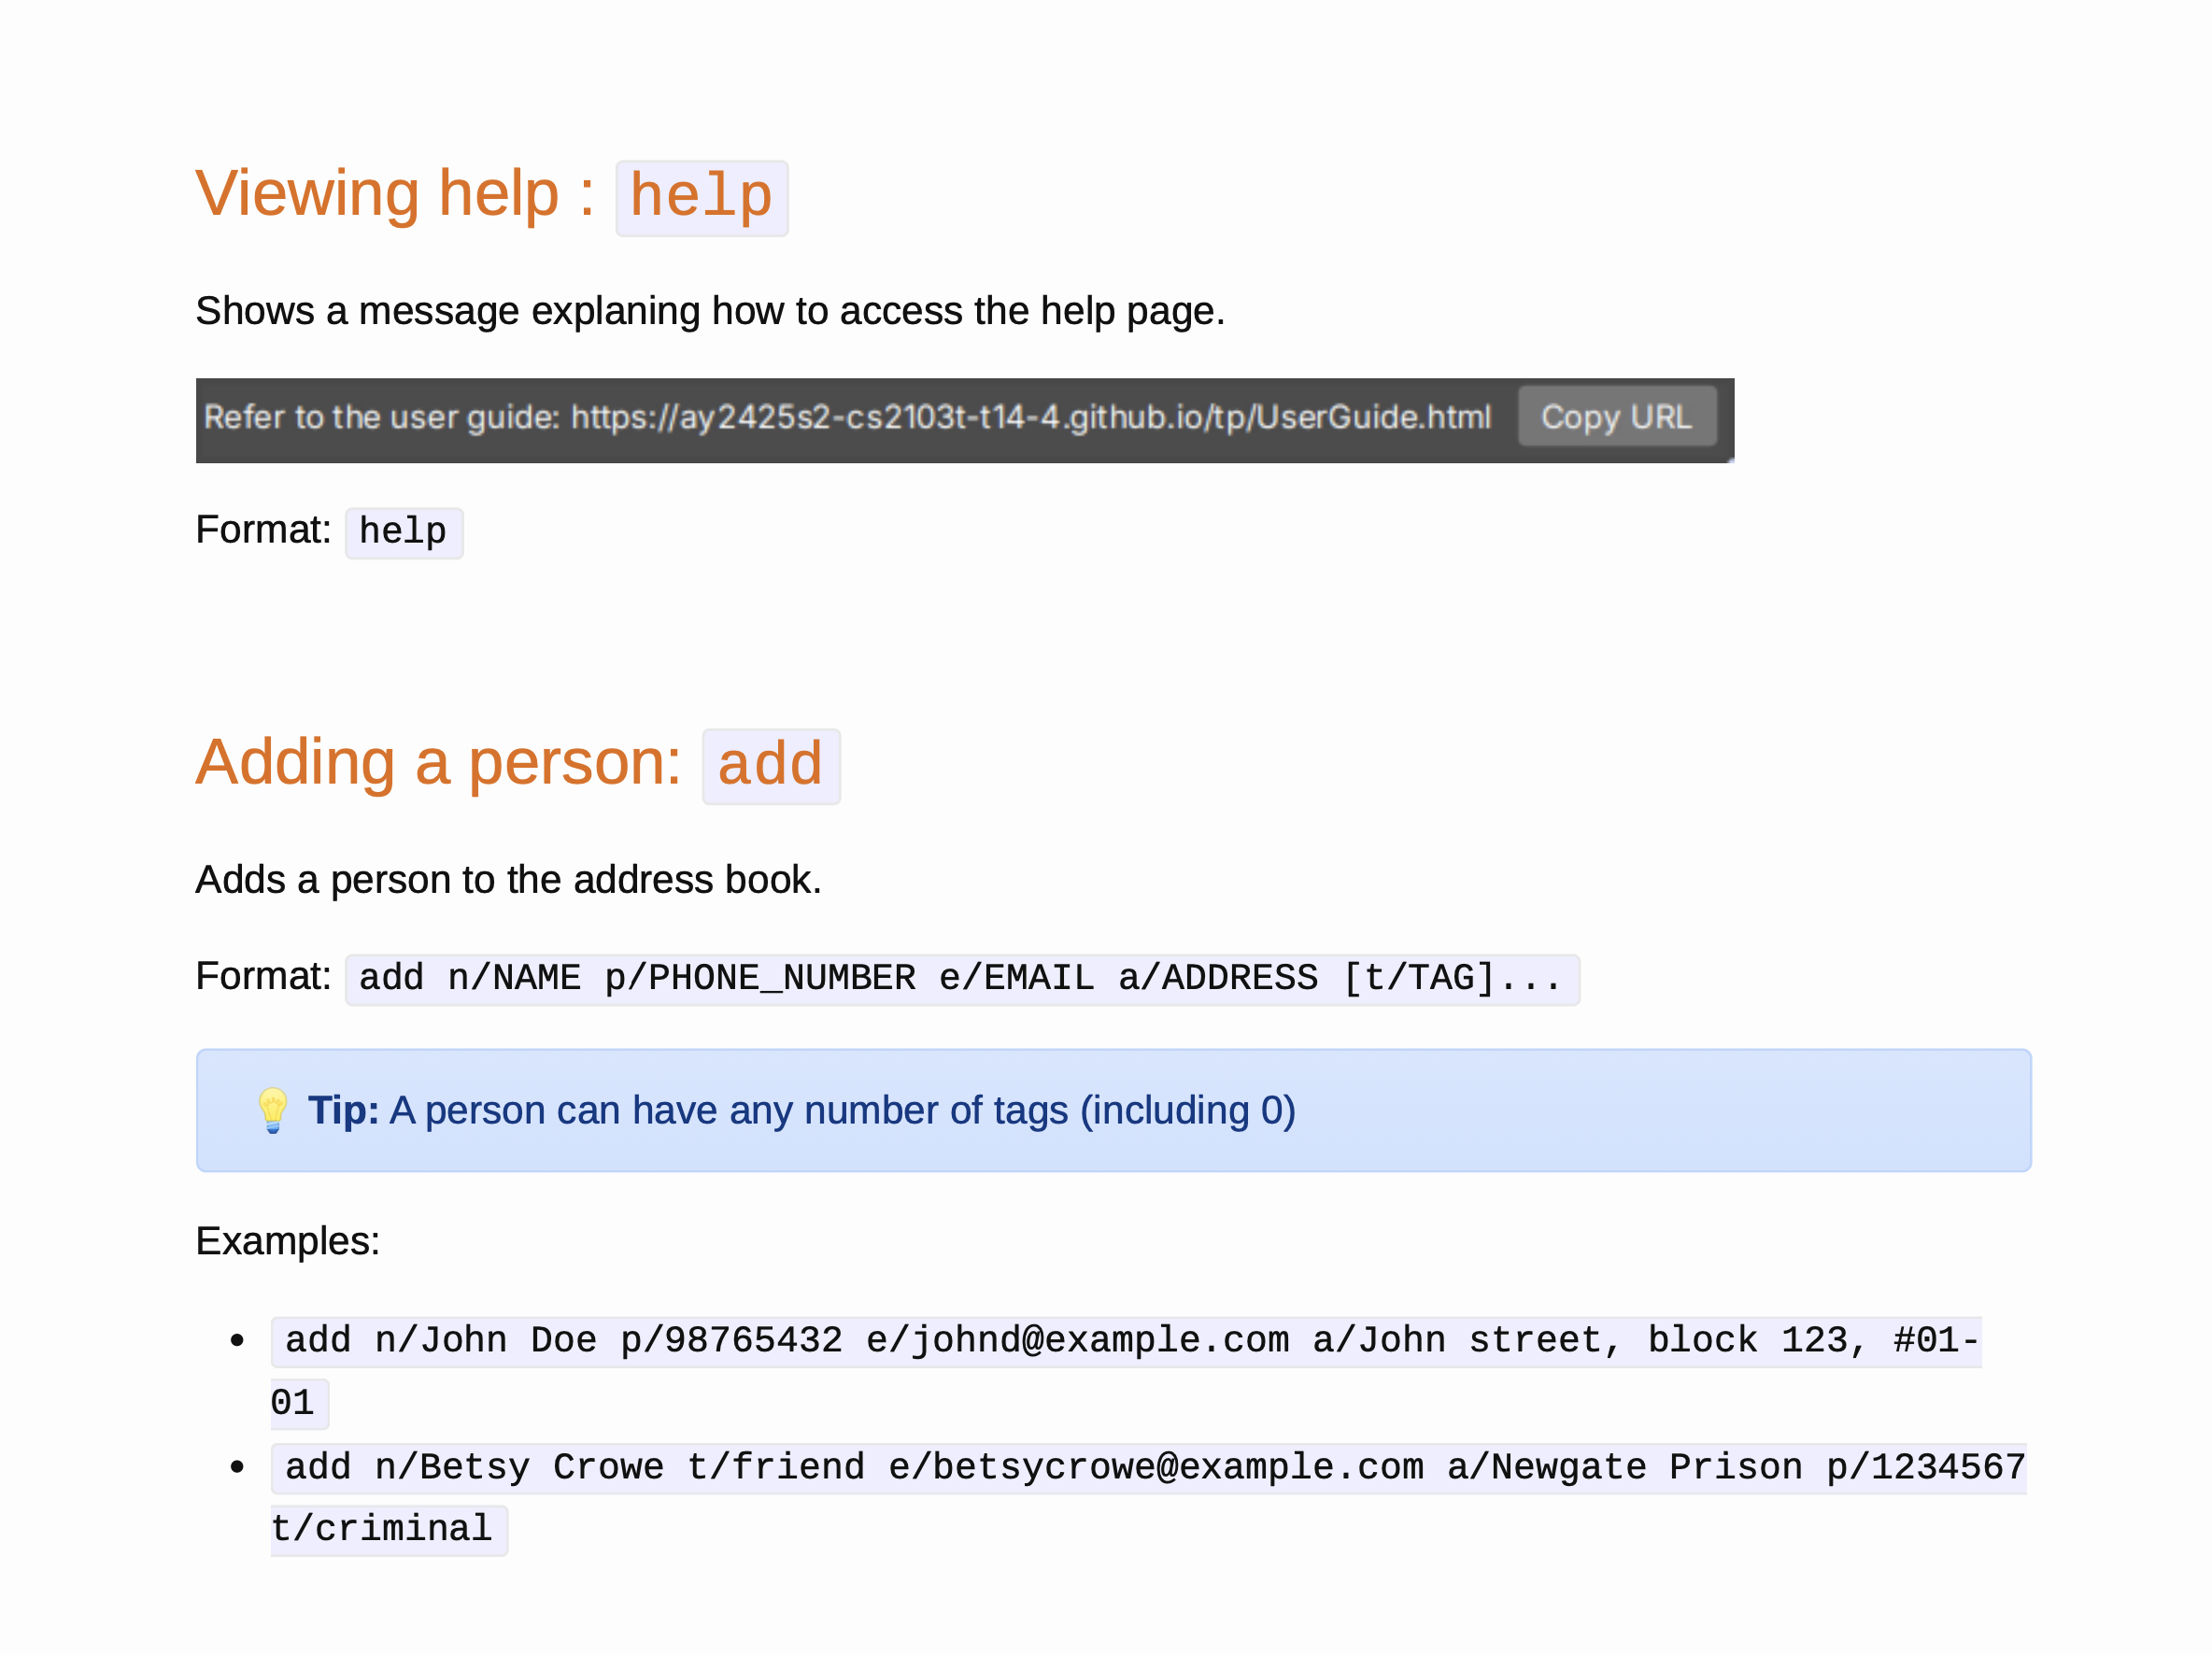 Viewing help : help
Shows a message explaning how to access the help page.
Refer to the user guide: https://ay2425s2-cs2103t-t14-4.github.io/tp/UserGuide.html Copy URL
Format: help
Adding a person: add
Adds a person to the address book.
Format: add n/NAME p/PHONE_NUMBER e/EMAIL a/ADDRESS [t/TAG]...
Tip: A person can have any number of tags (including 0)
Examples:
add n/John Doe p/98765432 e/johnd@example.com a/John street, block 123, #01-
01
add n/Betsy Crowe t/friend e/betsycrowe@example.com a/Newgate Prison p/1234567
t/criminal